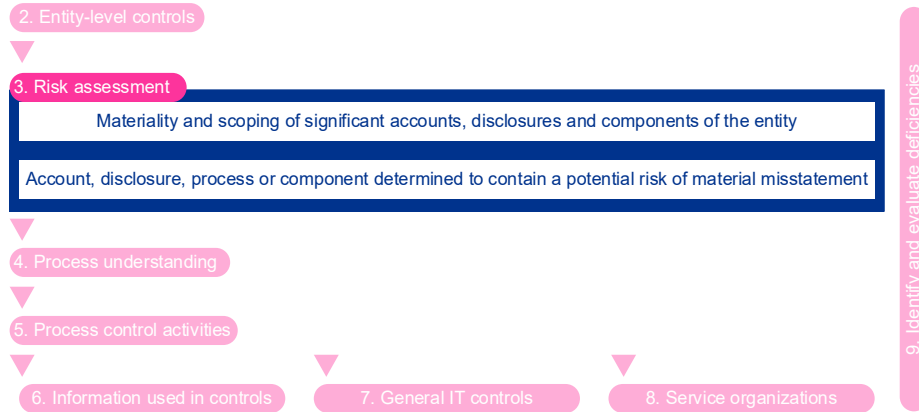 2. Entity-level controls
3. Risk assessment
Materiality and scoping of significant accounts, disclosures and components of the entity
Account, disclosure, process or component determined to contain a potential risk of material misstatement
4. Process understanding
5. Process control activities
6. Information used in controls
7. General IT controls
8. Service organizations
9. Identify and evaluate deficiencies